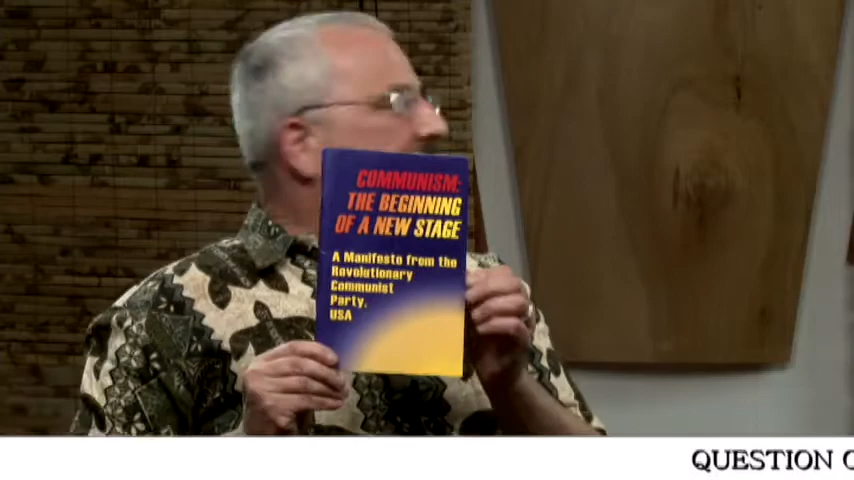 COMMUNISM:
THE BEGINNING
OF A NEW STAGE
A Manifesto from the
Revolutionary
Communist
Party,
USA
QUESTION